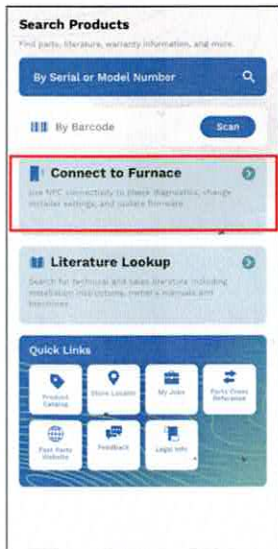 Search Products
Find parts, literature, warranty information, and more.
By Serial or Model Number
By Barcode
Scan
Connect to Furnace
Use NFC connectivity to check diagnostics, change
installer settings, and update firmware.
Literature Lookup
Search for technical and sales literature including
installation instructions, owner's manuals and
brochures.
Quick Links
Product
Catalog
Store Locator
My Jobs
Parts Cross
Reference
Fast Parts
Website
Feedback
Legal Info